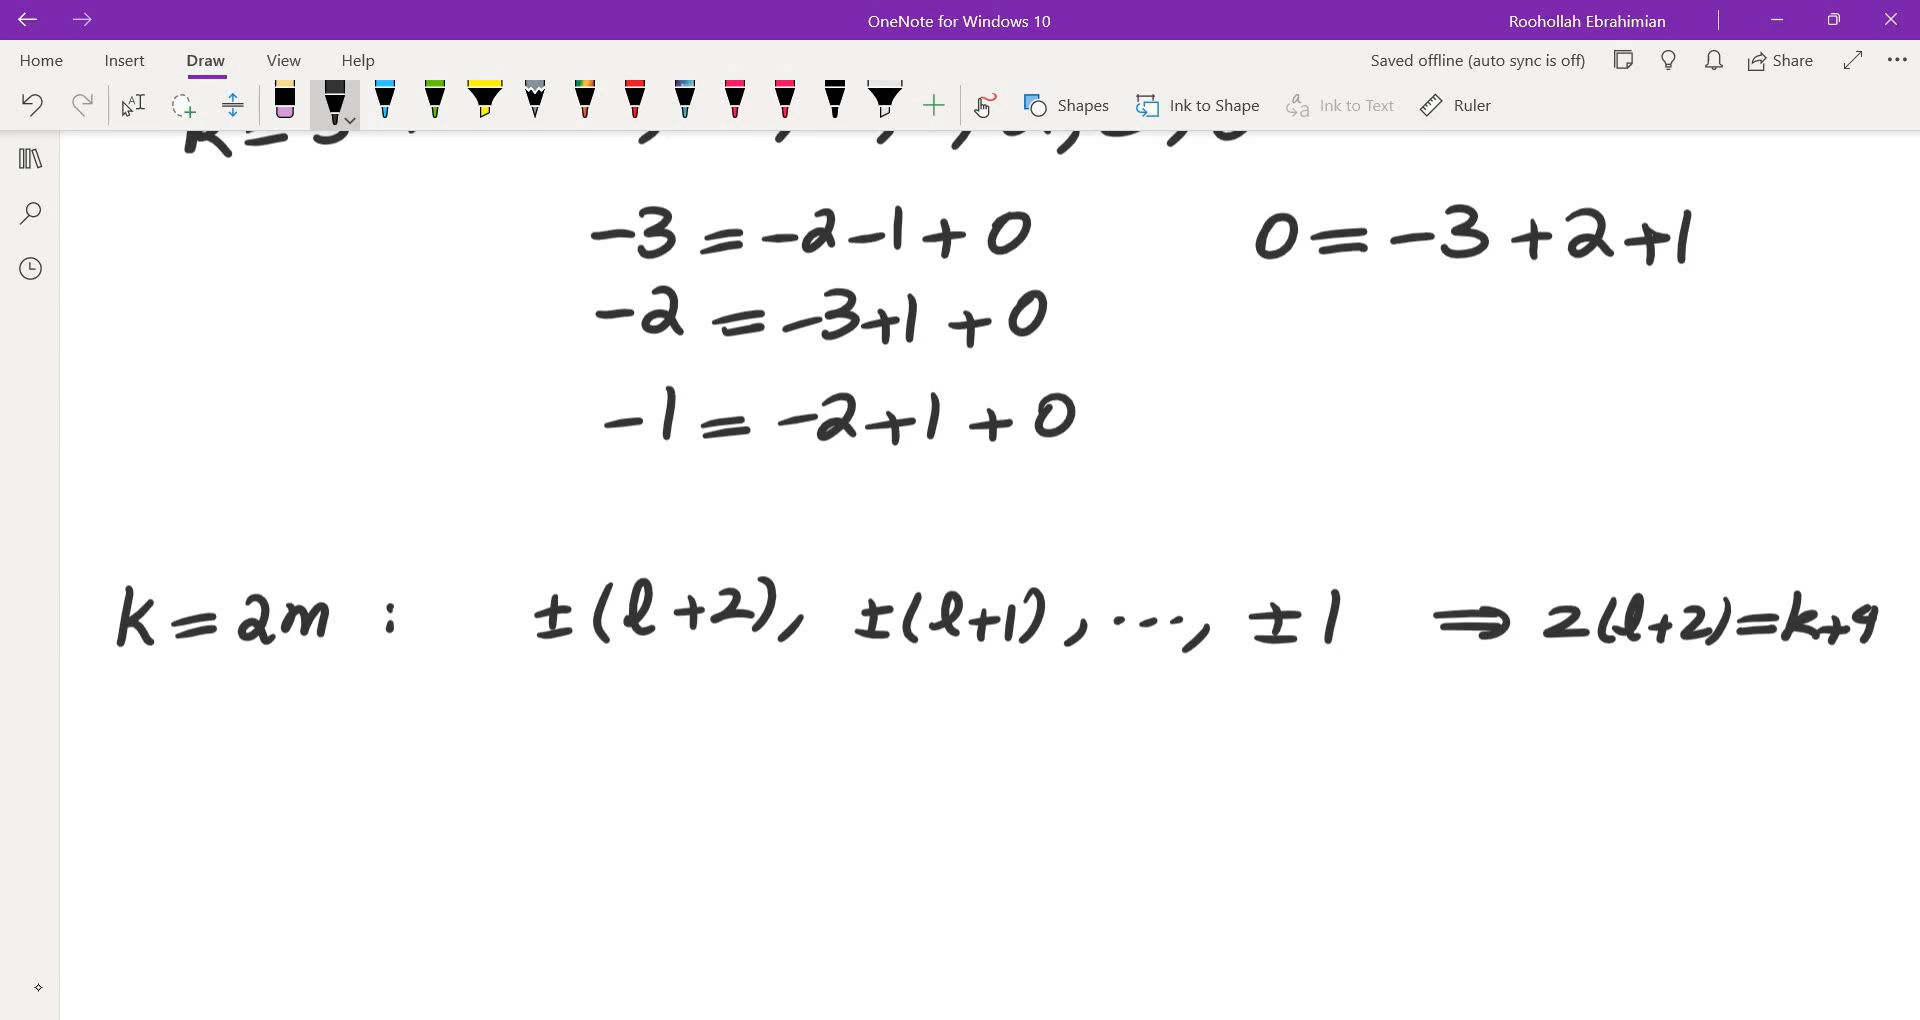 OneNote for Windows 10
Roohollah Ebrahimian
Home Insert Draw View Help
Saved offline (auto sync is off) Share
Shapes Ink to Shape Ink to Text Ruler
-3 = -2 -1 + 0 0 = -3 + 2 + 1
-2 = -3 + 1 + 0
-1 = -2 + 1 + 0
k = 2m : ± (l + 2), ± (l + 1), ..., ± 1 ⟹ 2(l + 2) = k + 4